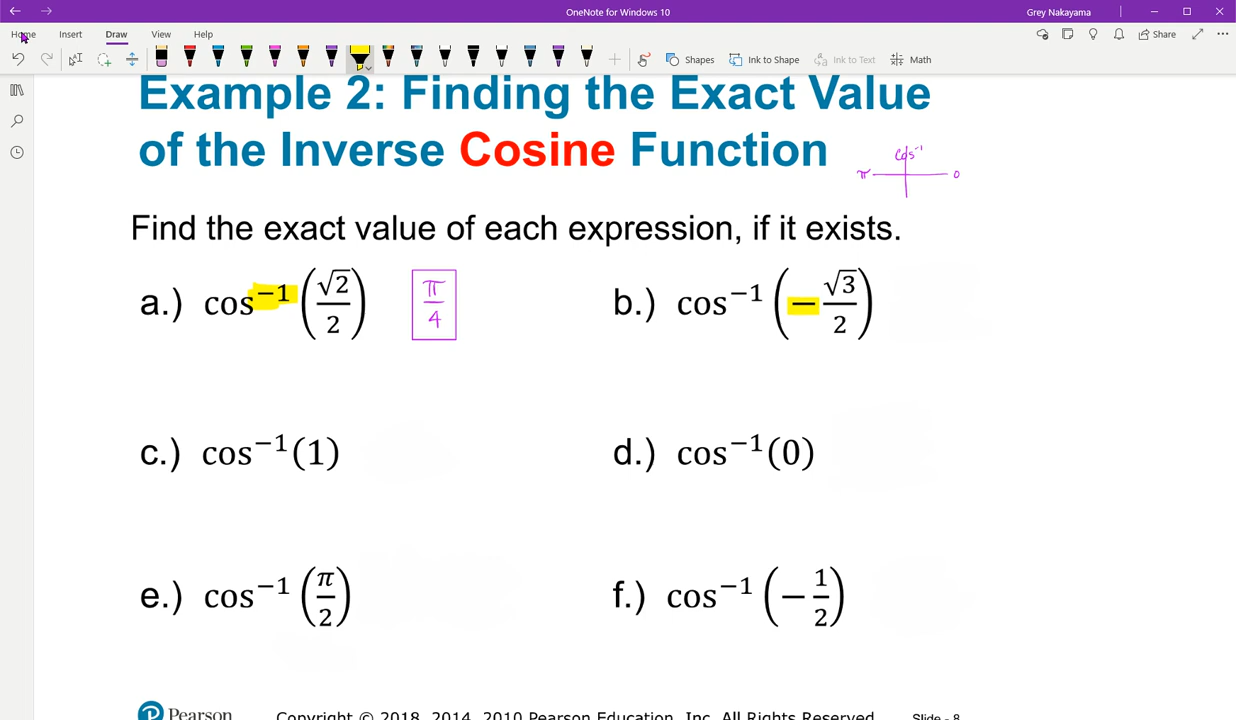 OneNote for Windows 10
Grey Nakayama
Home Insert Draw View Help
Share
Shapes Ink to Shape Ink to Text Math
Example 2: Finding the Exact Value
of the Inverse Cosine Function
cos⁻¹
π 0
Find the exact value of each expression, if it exists.
a.) cos⁻¹(√2/2) π/4 b.) cos⁻¹(−√3/2)
c.) cos⁻¹(1) d.) cos⁻¹(0)
e.) cos⁻¹(π/2) f.) cos⁻¹(−1/2)
Pearson Copyright © 2018, 2014, 2010 Pearson Education, Inc. All Rights Reserved Slide - 8